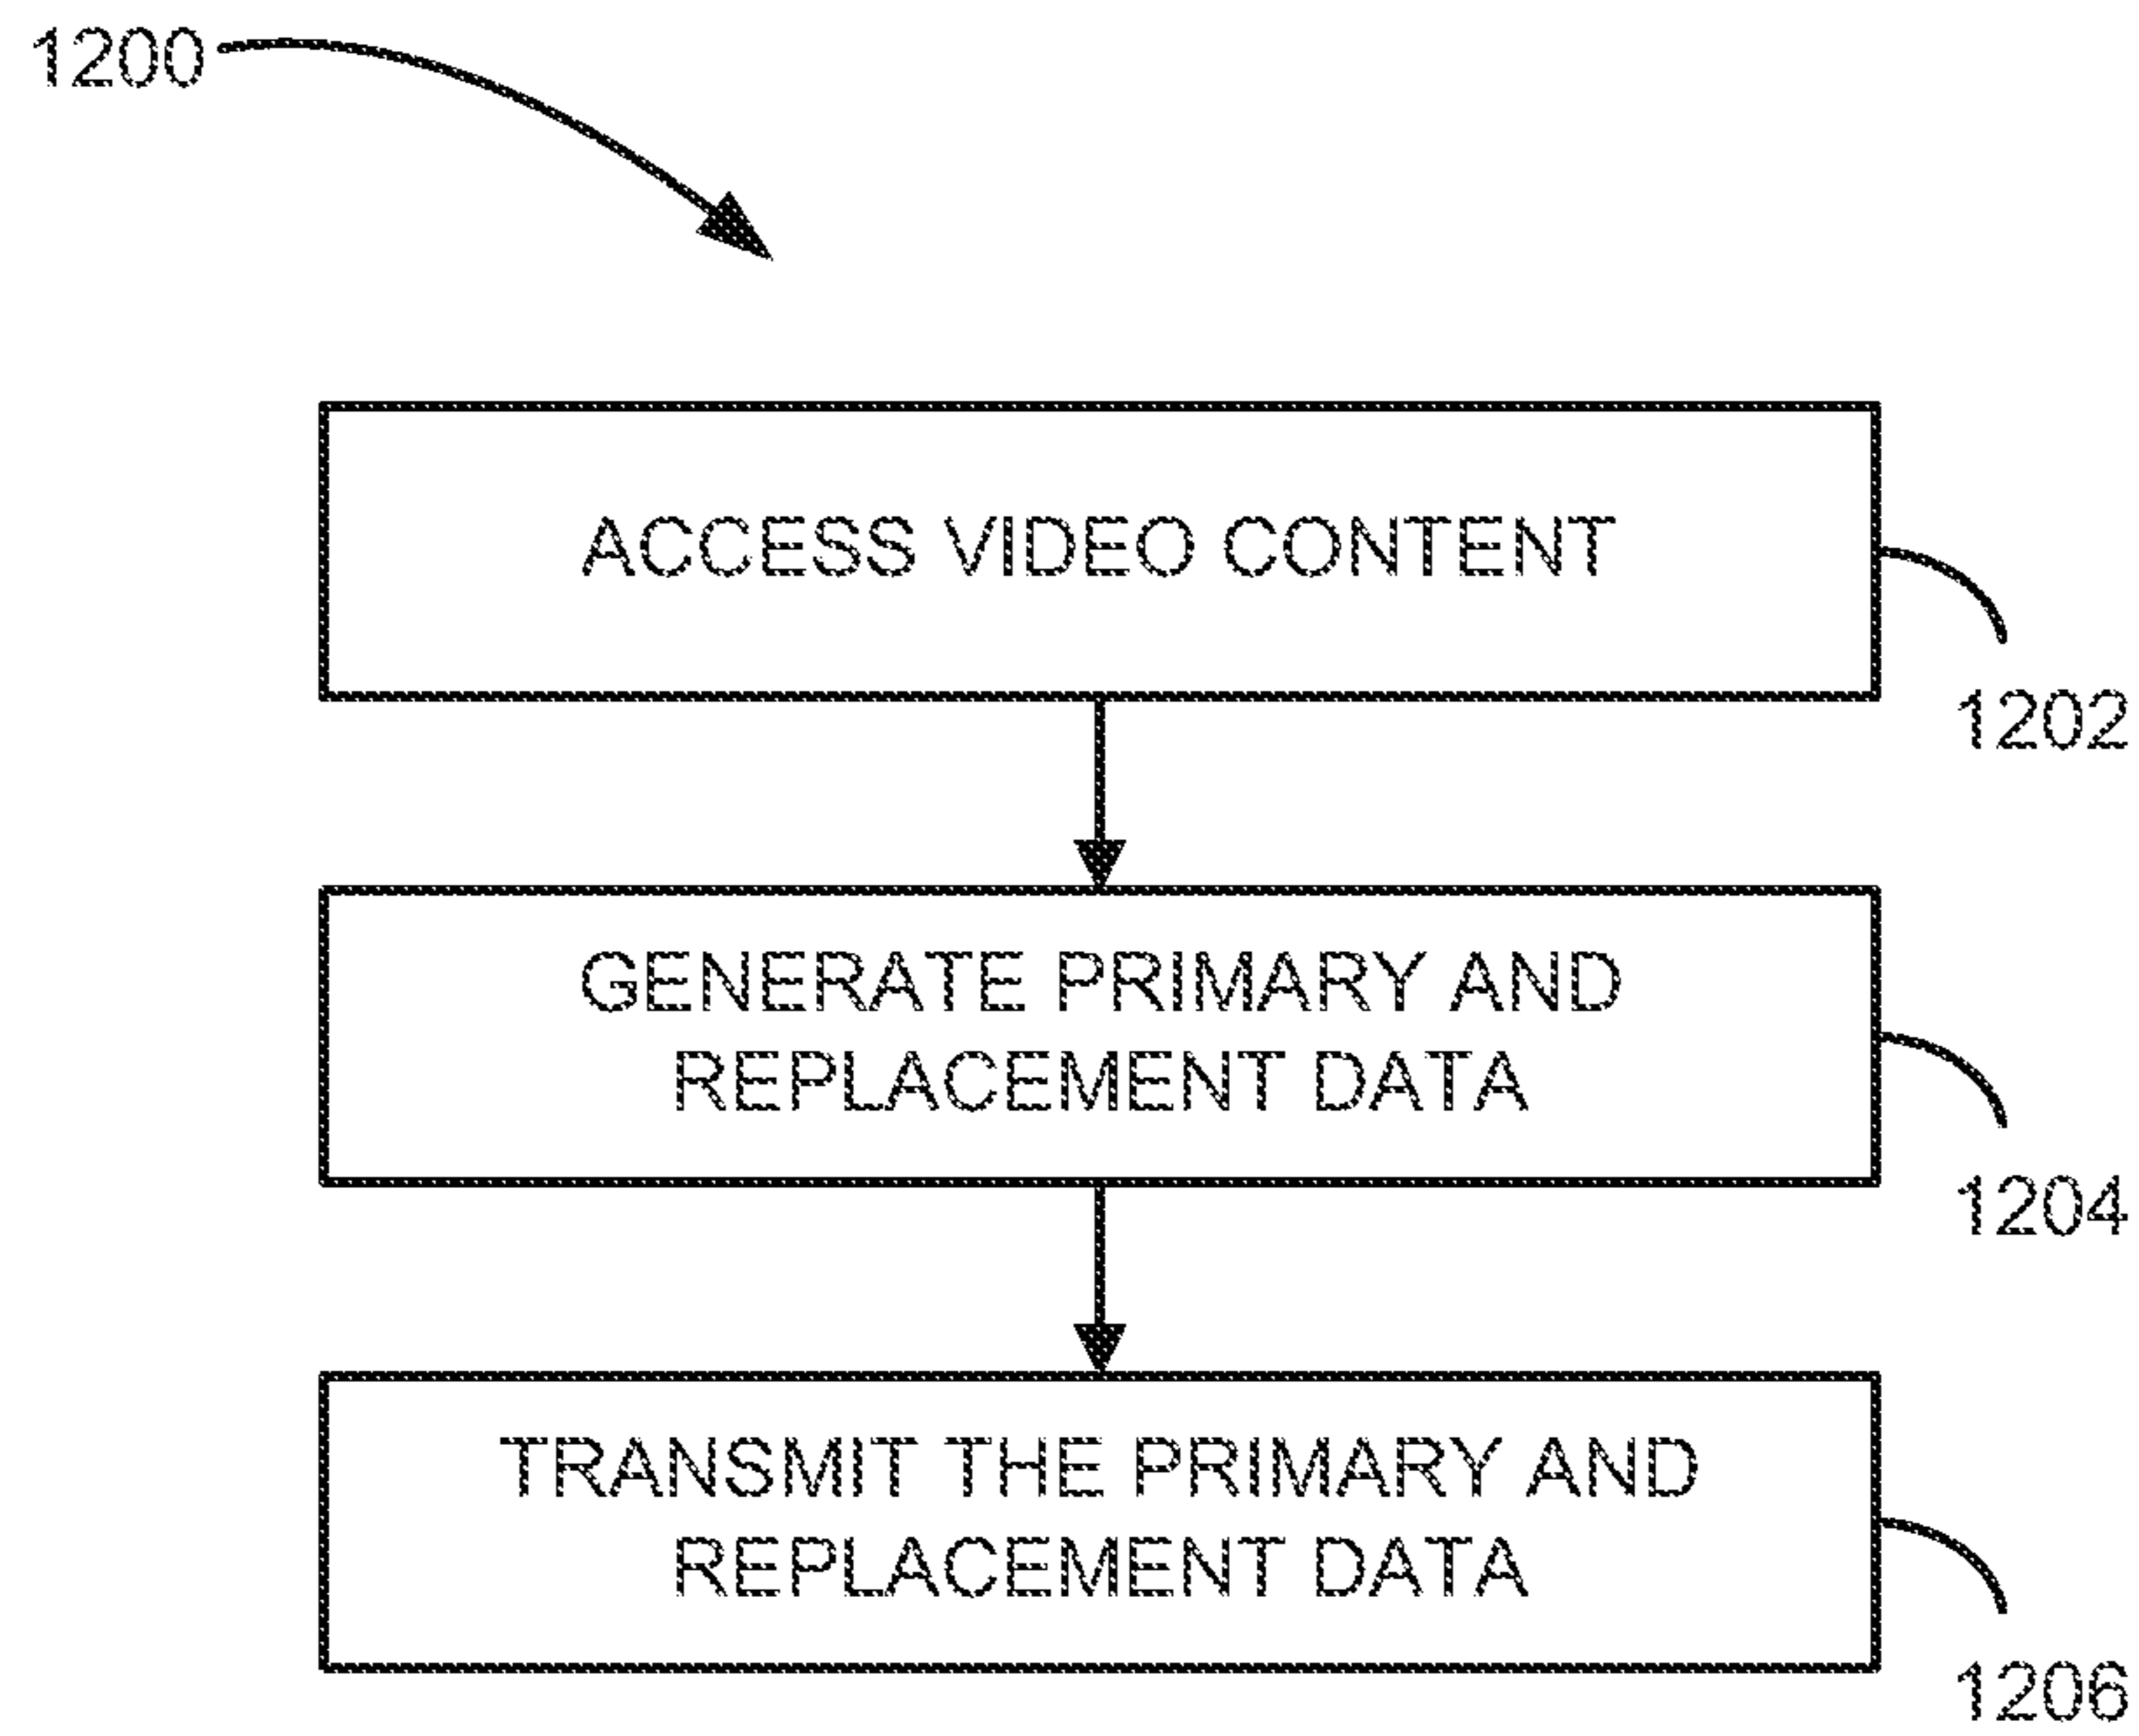 1200
ACCESS VIDEO CONTENT
1202
GENERATE PRIMARY AND
REPLACEMENT DATA
1204
TRANSMIT THE PRIMARY AND
REPLACEMENT DATA
1206